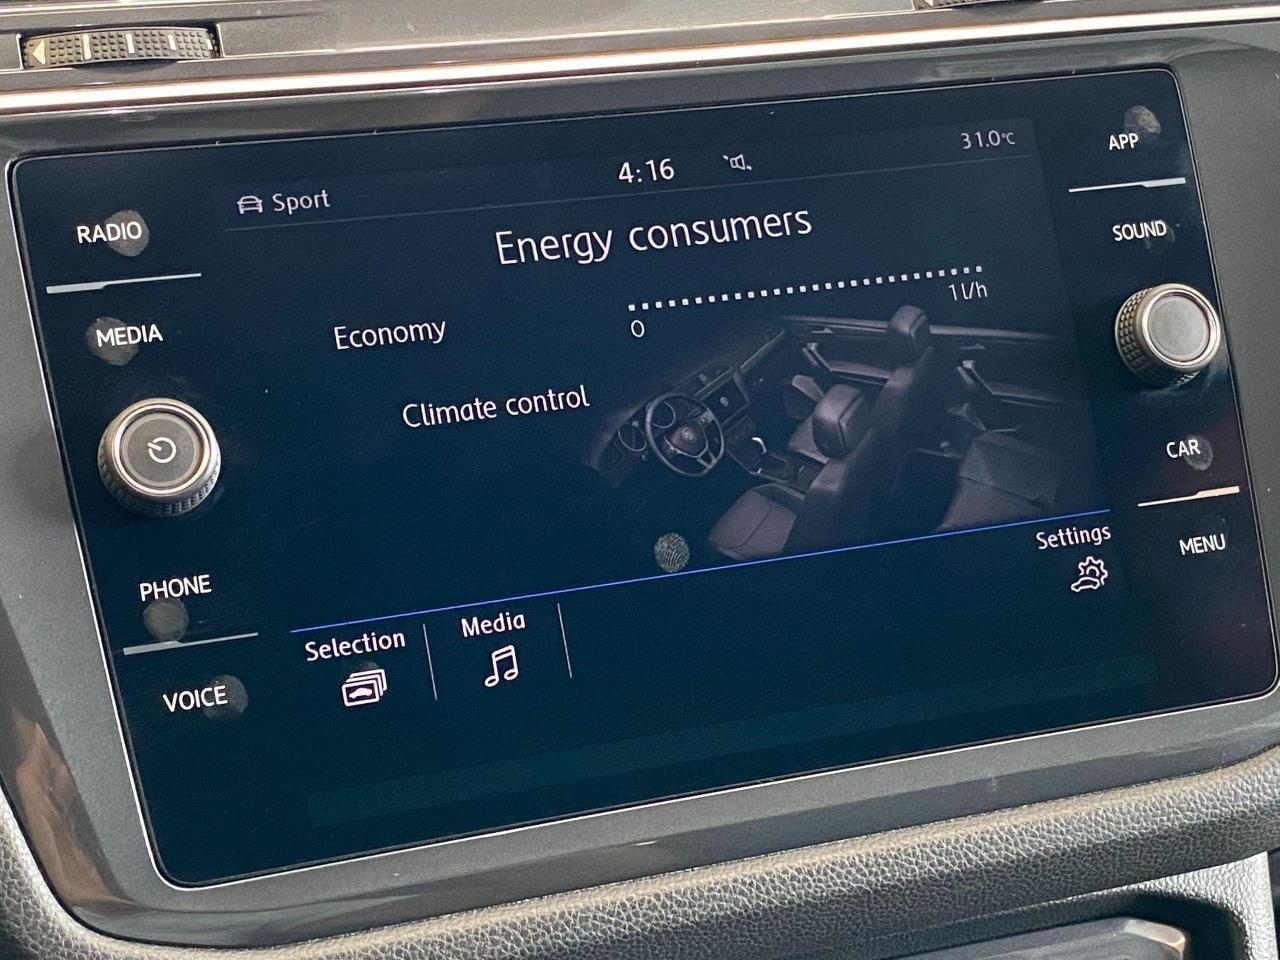 Sport
4:16
31.0°C
Energy consumers
Economy
0
1 l/h
Climate control
Selection
Media
Settings
RADIO
MEDIA
PHONE
VOICE
APP
SOUND
CAR
MENU